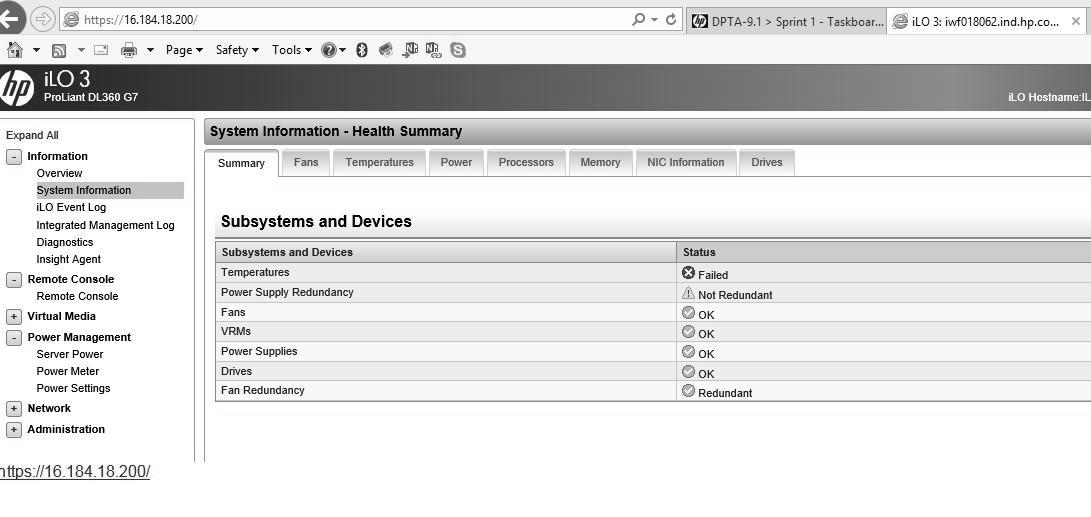 https://16.184.18.200/
DPTA-9.1 > Sprint 1 - Taskboar...
iLO 3: iwf018062.ind.hp.co...
Page Safety Tools
hp iLO 3
ProLiant DL360 G7
iLO Hostname:IL
Expand All
Information
Overview
System Information
iLO Event Log
Integrated Management Log
Diagnostics
Insight Agent
Remote Console
Remote Console
Virtual Media
Power Management
Server Power
Power Meter
Power Settings
Network
Administration
System Information - Health Summary
Summary Fans Temperatures Power Processors Memory NIC Information Drives
Subsystems and Devices
Subsystems and Devices Status
Temperatures Failed
Power Supply Redundancy Not Redundant
Fans OK
VRMs OK
Power Supplies OK
Drives OK
Fan Redundancy Redundant
https://16.184.18.200/